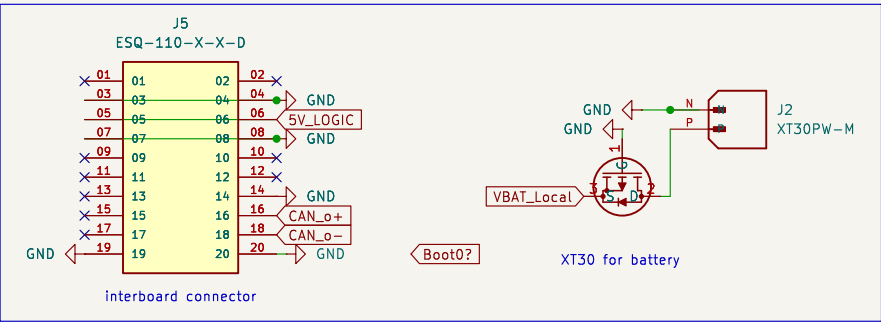 J5
ESQ-110-X-X-D
01 01 02 02
03 03 04 04 GND
05 05 06 06 5V_LOGIC
07 07 08 08 GND
09 09 10 10
11 11 12 12
13 13 14 14 GND
15 15 16 16 CAN_o+
17 17 18 18 CAN_o-
GND 19 19 20 20 GND
interboard connector
Boot0?
GND N N J2
GND P P XT30PW-M
1
G
VBAT_Local 3 S D 2
XT30 for battery